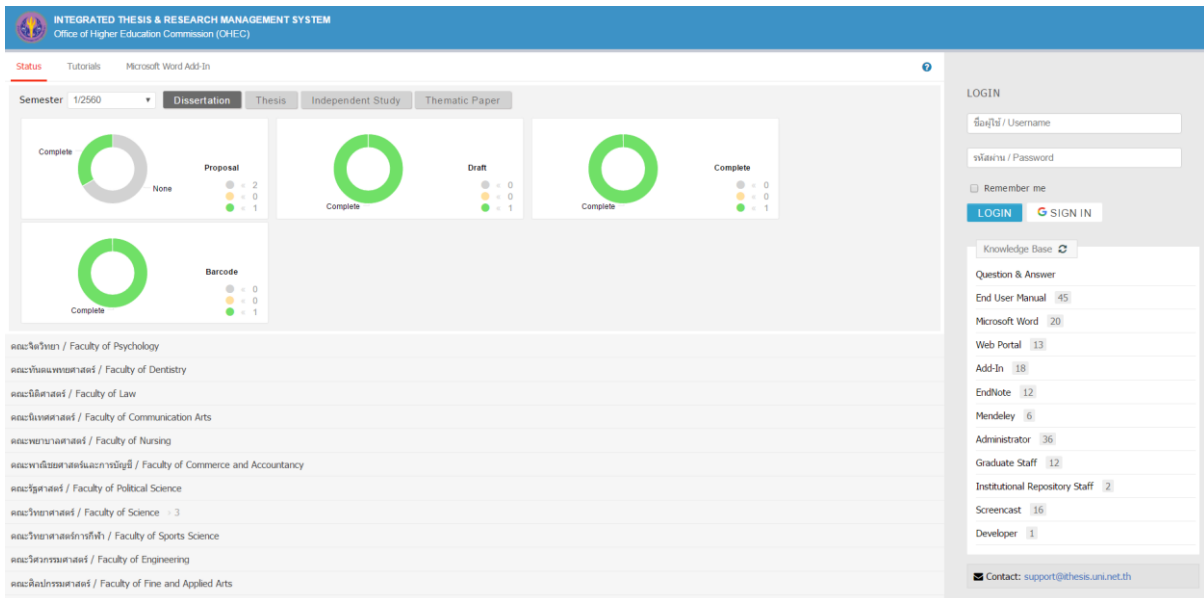 INTEGRATED THESIS & RESEARCH MANAGEMENT SYSTEM
Office of Higher Education Commission (OHEC)
Status Tutorials Microsoft Word Add-In
Semester 1/2560 Dissertation Thesis Independent Study Thematic Paper
Complete
None
Proposal
× 2
× 0
× 1
Complete
Draft
× 0
× 0
× 1
Complete
Complete
× 0
× 0
× 1
Complete
Barcode
× 0
× 0
× 1
คณะจิตวิทยา / Faculty of Psychology
คณะทันตแพทยศาสตร์ / Faculty of Dentistry
คณะนิติศาสตร์ / Faculty of Law
คณะนิเทศศาสตร์ / Faculty of Communication Arts
คณะพยาบาลศาสตร์ / Faculty of Nursing
คณะพาณิชยศาสตร์และการบัญชี / Faculty of Commerce and Accountancy
คณะรัฐศาสตร์ / Faculty of Political Science
คณะวิทยาศาสตร์ / Faculty of Science × 3
คณะวิทยาศาสตร์การกีฬา / Faculty of Sports Science
คณะวิศวกรรมศาสตร์ / Faculty of Engineering
คณะศิลปกรรมศาสตร์ / Faculty of Fine and Applied Arts
LOGIN
ชื่อผู้ใช้ / Username
รหัสผ่าน / Password
Remember me
LOGIN G SIGN IN
Knowledge Base
Question & Answer
End User Manual 45
Microsoft Word 20
Web Portal 13
Add-In 18
EndNote 12
Mendeley 6
Administrator 36
Graduate Staff 12
Institutional Repository Staff 2
Screencast 16
Developer 1
Contact: support@ithesis.uni.net.th